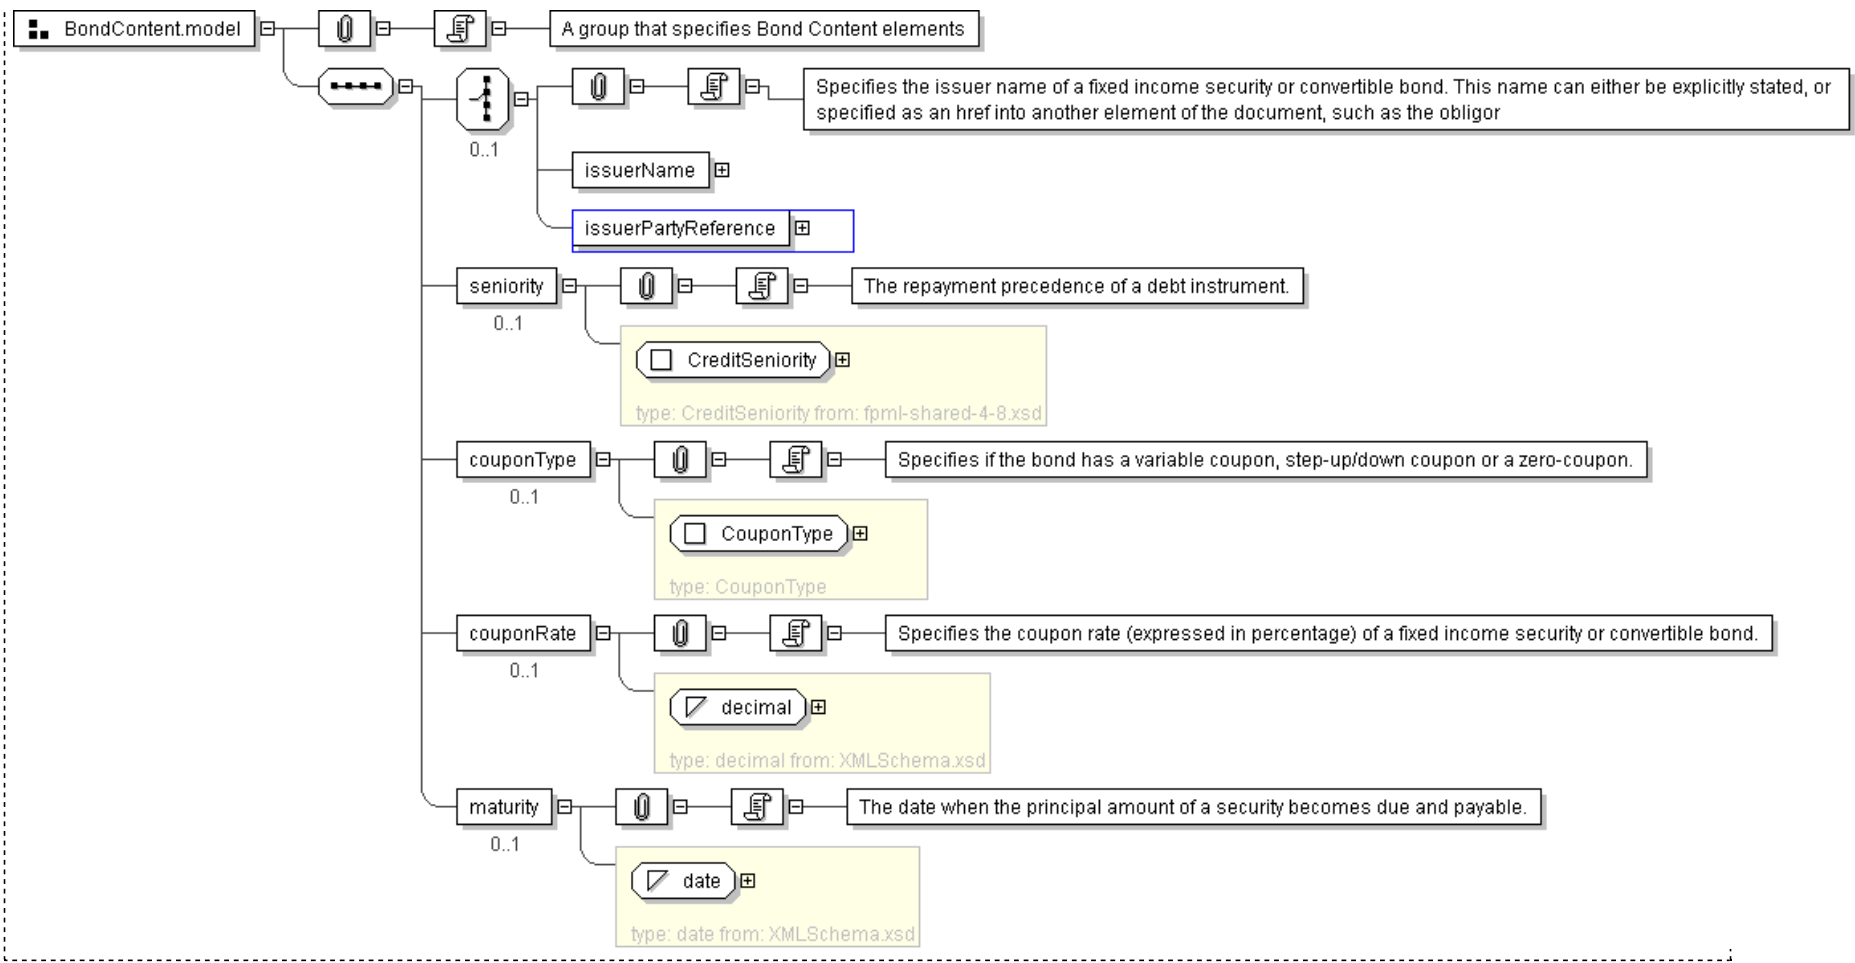 BondContent.model
A group that specifies Bond Content elements
Specifies the issuer name of a fixed income security or convertible bond. This name can either be explicitly stated, or
specified as an href into another element of the document, such as the obligor
0..1
issuerName
issuerPartyReference
seniority
The repayment precedence of a debt instrument.
0..1
CreditSeniority
type: CreditSeniority from: fpml-shared-4-8.xsd
couponType
Specifies if the bond has a variable coupon, step-up/down coupon or a zero-coupon.
0..1
CouponType
type: CouponType
couponRate
Specifies the coupon rate (expressed in percentage) of a fixed income security or convertible bond.
0..1
decimal
type: decimal from: XMLSchema.xsd
maturity
The date when the principal amount of a security becomes due and payable.
0..1
date
type: date from: XMLSchema.xsd